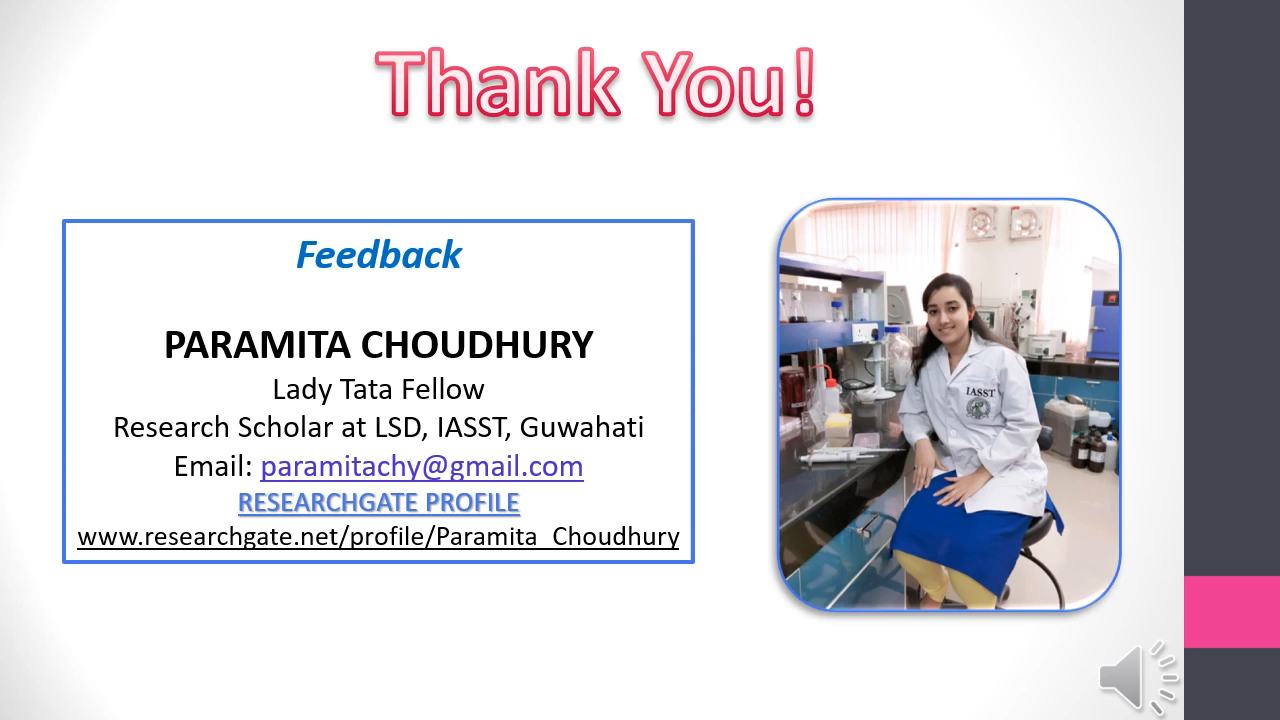 Thank You!
Feedback
PARAMITA CHOUDHURY
Lady Tata Fellow
Research Scholar at LSD, IASST, Guwahati
Email: paramitachy@gmail.com
RESEARCHGATE PROFILE
www.researchgate.net/profile/Paramita_Choudhury
IASST